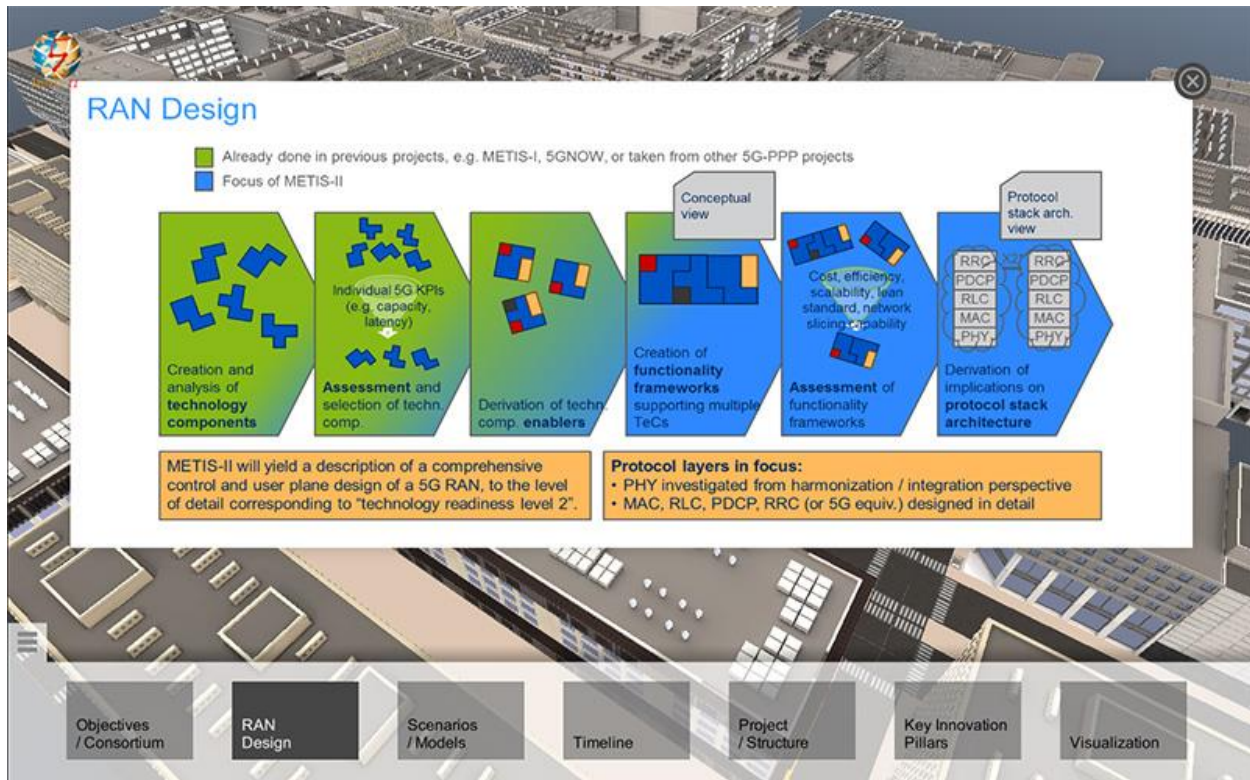 RAN Design
Already done in previous projects, e.g. METIS-I, 5GNOW, or taken from other 5G-PPP projects
Focus of METIS-II
Conceptual
view
Protocol
stack arch.
view
Creation and
analysis of
technology
components
Individual 5G KPIs
(e.g. capacity,
latency)
Assessment and
selection of techn.
comp.
Derivation of techn.
comp. enablers
Creation of
functionality
frameworks
supporting multiple
TeCs
Cost, efficiency,
scalability, lean
standard, network
slicing capability
Assessment of
functionality
frameworks
RRC X2' RRC
PDCP PDCP
RLC RLC
MAC MAC
PHY PHY
Derivation of
implications on
protocol stack
architecture
METIS-II will yield a description of a comprehensive
control and user plane design of a 5G RAN, to the level
of detail corresponding to “technology readiness level 2”.
Protocol layers in focus:
• PHY investigated from harmonization / integration perspective
• MAC, RLC, PDCP, RRC (or 5G equiv.) designed in detail
Objectives
/ Consortium
RAN
Design
Scenarios
/ Models
Timeline
Project
/ Structure
Key Innovation
Pillars
Visualization